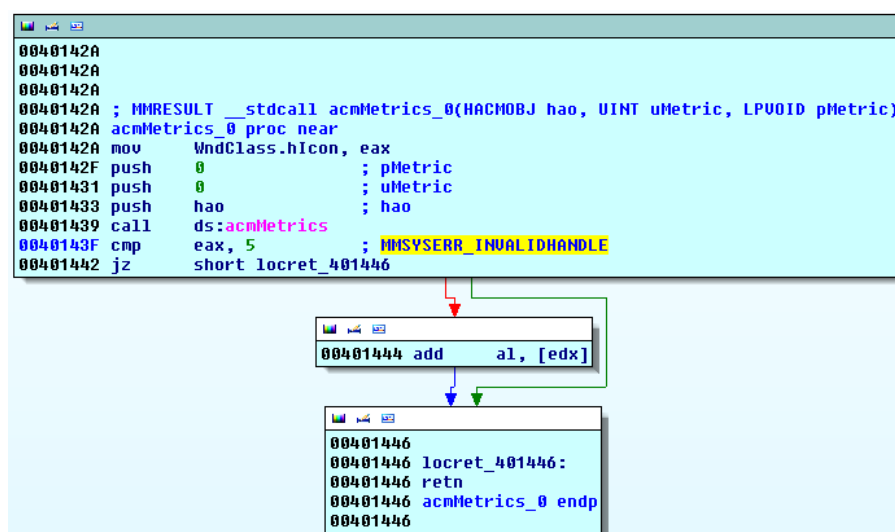 0040142A
0040142A
0040142A
0040142A ; MMRESULT __stdcall acmMetrics_0(HACMOBJ hao, UINT uMetric, LPVOID pMetric)
0040142A acmMetrics_0 proc near
0040142A mov WndClass.hIcon, eax
0040142F push 0 ; pMetric
00401431 push 0 ; uMetric
00401433 push hao ; hao
00401439 call ds:acmMetrics
0040143F cmp eax, 5 ; MMSYSERR_INVALIDHANDLE
00401442 jz short locret_401446
00401444 add al, [edx]
00401446
00401446 locret_401446:
00401446 retn
00401446 acmMetrics_0 endp
00401446